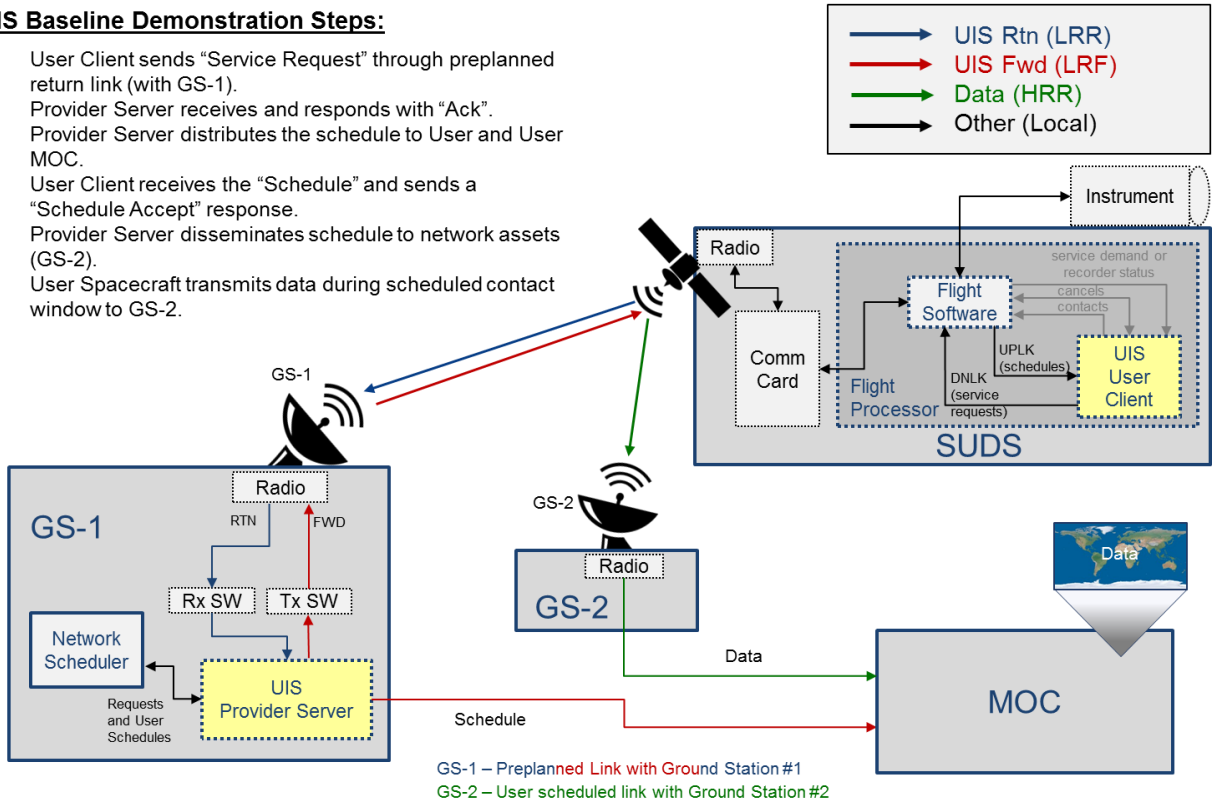 IS Baseline Demonstration Steps:
User Client sends “Service Request” through preplanned
return link (with GS-1).
Provider Server receives and responds with “Ack”.
Provider Server distributes the schedule to User and User
MOC.
User Client receives the “Schedule” and sends a
“Schedule Accept” response.
Provider Server disseminates schedule to network assets
(GS-2).
User Spacecraft transmits data during scheduled contact
window to GS-2.
UIS Rtn (LRR)
UIS Fwd (LRF)
Data (HRR)
Other (Local)
Instrument
Radio
service demand or
recorder status
cancels
contacts
Flight
Software
Comm
Card
UPLK
(schedules)
DNLK
(service
requests)
UIS
User
Client
Flight
Processor
SUDS
GS-1
Radio
GS-1
RTN
FWD
Rx SW
Tx SW
Network
Scheduler
UIS
Provider Server
Requests
and User
Schedules
GS-2
Radio
GS-2
Data
Data
Schedule
MOC
GS-1 – Preplanned Link with Ground Station #1
GS-2 – User scheduled link with Ground Station #2